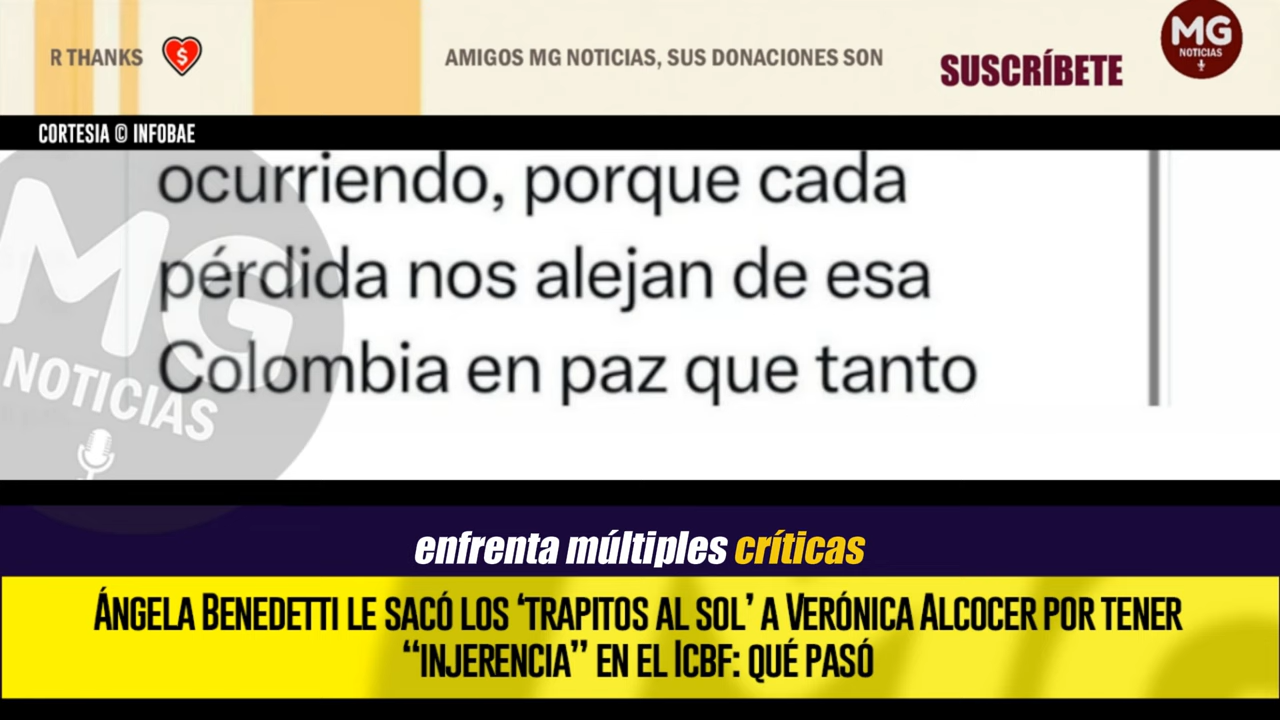 R THANKS
AMIGOS MG NOTICIAS, SUS DONACIONES SON
SUSCRÍBETE
MG
NOTICIAS
CORTESIA © INFOBAE
ocurriendo, porque cada
pérdida nos alejan de esa
Colombia en paz que tanto
MG
NOTICIAS
enfrenta múltiples críticas
ÁNGELA BENEDETTI LE SACÓ LOS ‘TRAPITOS AL SOL’ A VERÓNICA ALCOCER POR TENER
“INJERENCIA” EN EL ICBF: QUÉ PASÓ